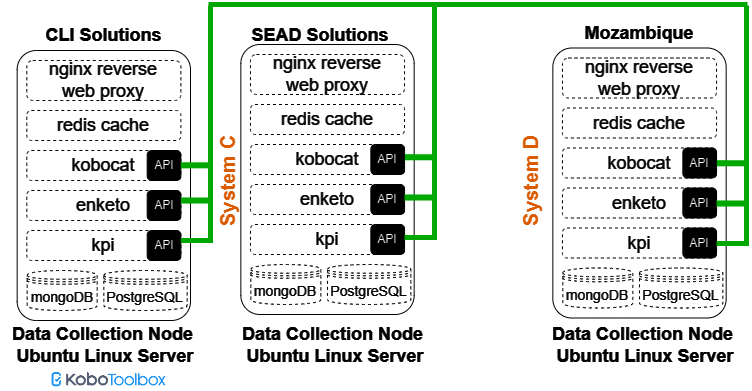 CLI Solutions
nginx reverse
web proxy
redis cache
kobocat
API
enketo
API
kpi
API
mongoDB
PostgreSQL
Data Collection Node
Ubuntu Linux Server
KoboToolbox
System C
SEAD Solutions
nginx reverse
web proxy
redis cache
kobocat
API
enketo
API
kpi
API
mongoDB
PostgreSQL
Data Collection Node
Ubuntu Linux Server
System D
Mozambique
nginx reverse
web proxy
redis cache
kobocat
API
enketo
API
kpi
API
mongoDB
PostgreSQL
Data Collection Node
Ubuntu Linux Server